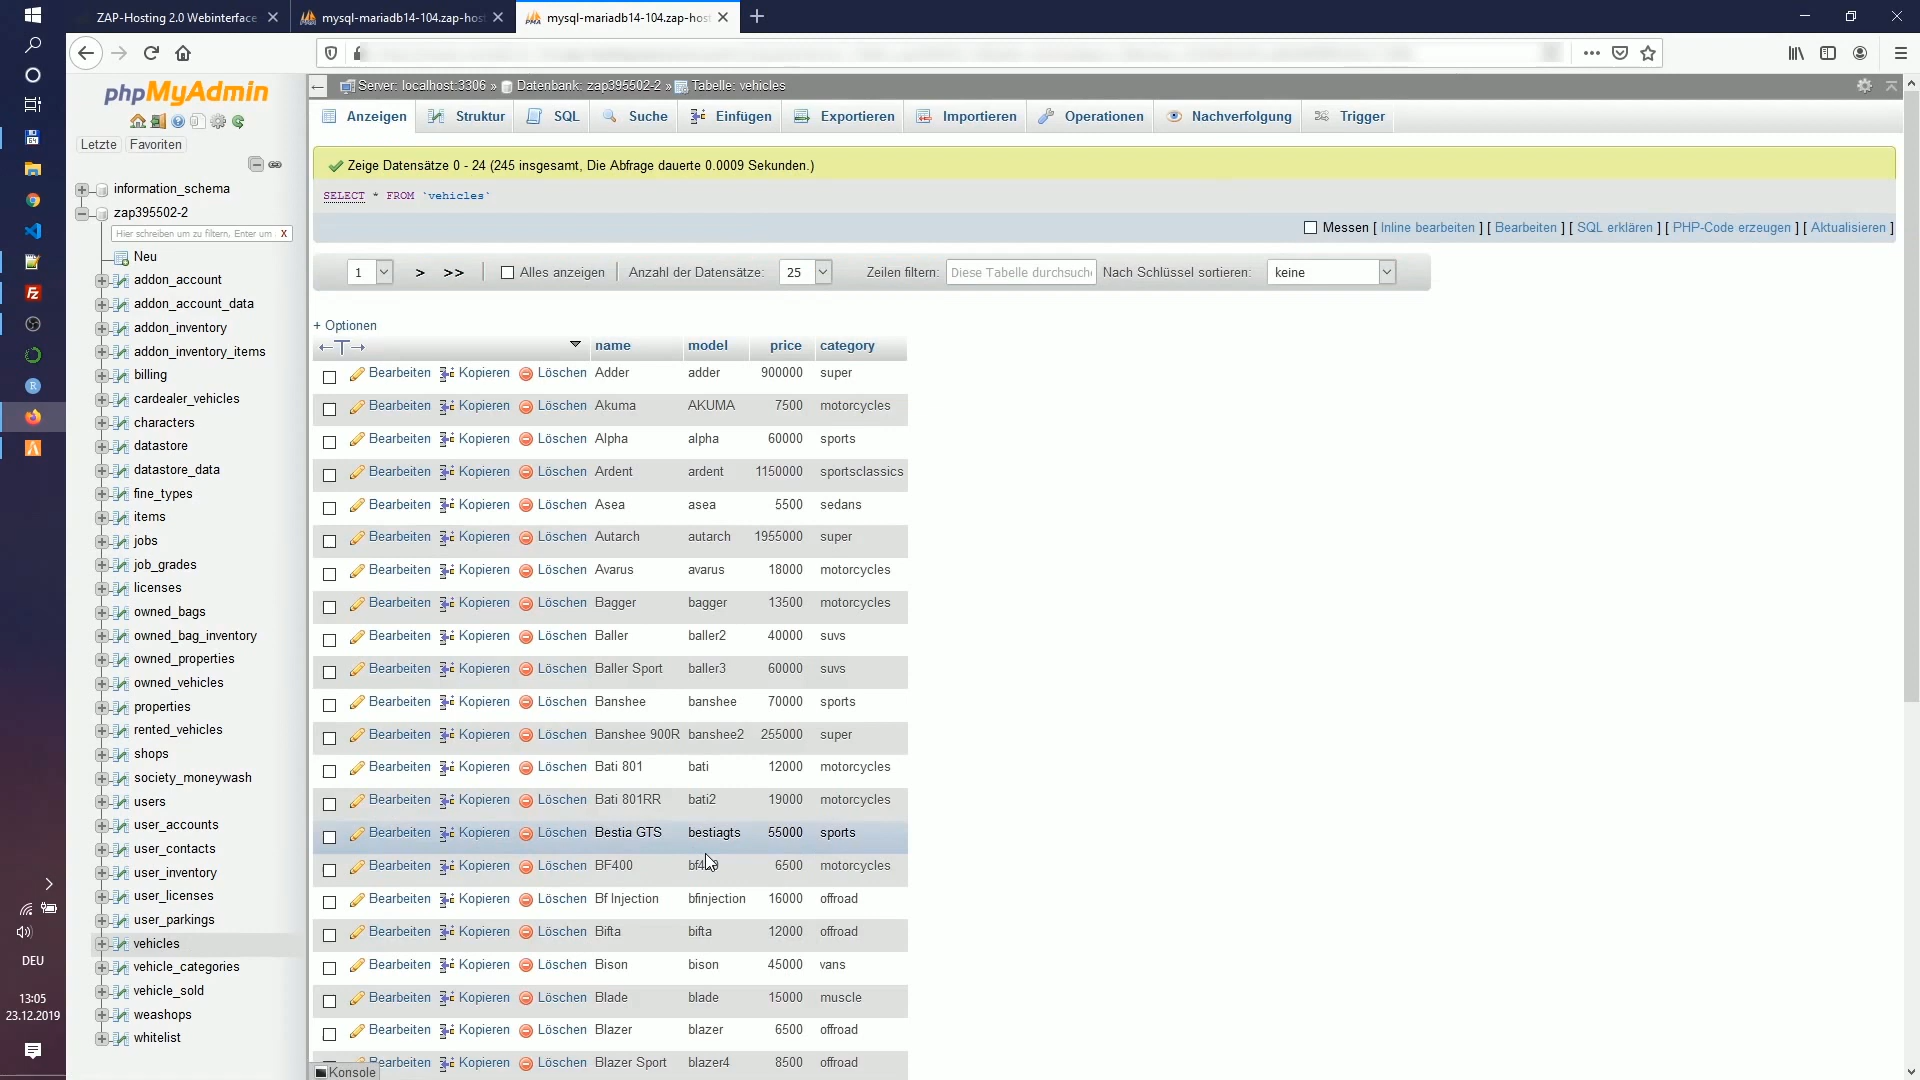 ZAP-Hosting 2.0 Webinterface
mysql-mariadb14-104.zap-host
mysql-mariadb14-104.zap-host
phpMyAdmin
Server: localhost:3306 » Datenbank: zap395502-2 » Tabelle: vehicles
Anzeigen Struktur SQL Suche Einfügen Exportieren Importieren Operationen Nachverfolgung Trigger
Letzte Favoriten
information_schema
zap395502-2
Hier schreiben um zu filtern, Enter um X
Neu
addon_account
addon_account_data
addon_inventory
addon_inventory_items
billing
cardealer_vehicles
characters
datastore
datastore_data
fine_types
items
jobs
job_grades
licenses
owned_bags
owned_bag_inventory
owned_properties
owned_vehicles
properties
rented_vehicles
shops
society_moneywash
users
user_accounts
user_contacts
user_inventory
user_licenses
user_parkings
vehicles
vehicle_categories
vehicle_sold
weashops
whitelist
Zeige Datensätze 0 - 24 (245 insgesamt, Die Abfrage dauerte 0.0009 Sekunden.)
SELECT * FROM `vehicles`
Messen [ Inline bearbeiten ] [ Bearbeiten ] [ SQL erklären ] [ PHP-Code erzeugen ] [ Aktualisieren ]
1 > >> Alles anzeigen Anzahl der Datensätze: 25 Zeilen filtern: Diese Tabelle durchsuche Nach Schlüssel sortieren: keine
+ Optionen
←T→ name model price category
Bearbeiten Kopieren Löschen Adder adder 900000 super
Bearbeiten Kopieren Löschen Akuma AKUMA 7500 motorcycles
Bearbeiten Kopieren Löschen Alpha alpha 60000 sports
Bearbeiten Kopieren Löschen Ardent ardent 1150000 sportsclassics
Bearbeiten Kopieren Löschen Asea asea 5500 sedans
Bearbeiten Kopieren Löschen Autarch autarch 1955000 super
Bearbeiten Kopieren Löschen Avarus avarus 18000 motorcycles
Bearbeiten Kopieren Löschen Bagger bagger 13500 motorcycles
Bearbeiten Kopieren Löschen Baller baller2 40000 suvs
Bearbeiten Kopieren Löschen Baller Sport baller3 60000 suvs
Bearbeiten Kopieren Löschen Banshee banshee 70000 sports
Bearbeiten Kopieren Löschen Banshee 900R banshee2 255000 super
Bearbeiten Kopieren Löschen Bati 801 bati 12000 motorcycles
Bearbeiten Kopieren Löschen Bati 801RR bati2 19000 motorcycles
Bearbeiten Kopieren Löschen Bestia GTS bestiagts 55000 sports
Bearbeiten Kopieren Löschen BF400 6500 motorcycles
Bearbeiten Kopieren Löschen Bf Injection bfinjection 16000 offroad
Bearbeiten Kopieren Löschen Bifta bifta 12000 offroad
Bearbeiten Kopieren Löschen Bison bison 45000 vans
Bearbeiten Kopieren Löschen Blade blade 15000 muscle
Bearbeiten Kopieren Löschen Blazer blazer 6500 offroad
Bearbeiten Kopieren Löschen Blazer Sport blazer4 8500 offroad
Konsole
DEU
13:05
23.12.2019